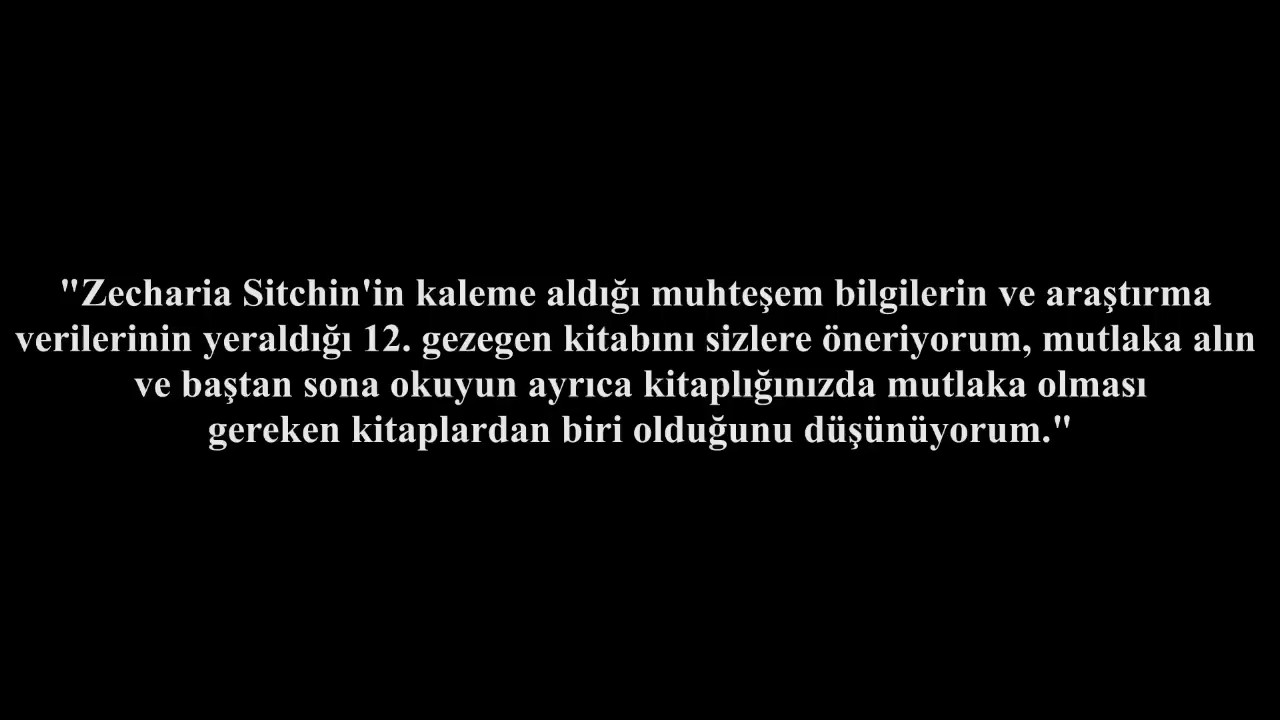 "Zecharia Sitchin'in kaleme aldığı muhteşem bilgilerin ve araştırma
verilerinin yeraldığı 12. gezegen kitabını sizlere öneriyorum, mutlaka alın
ve baştan sona okuyun ayrıca kitaplığınızda mutlaka olması
gereken kitaplardan biri olduğunu düşünüyorum."